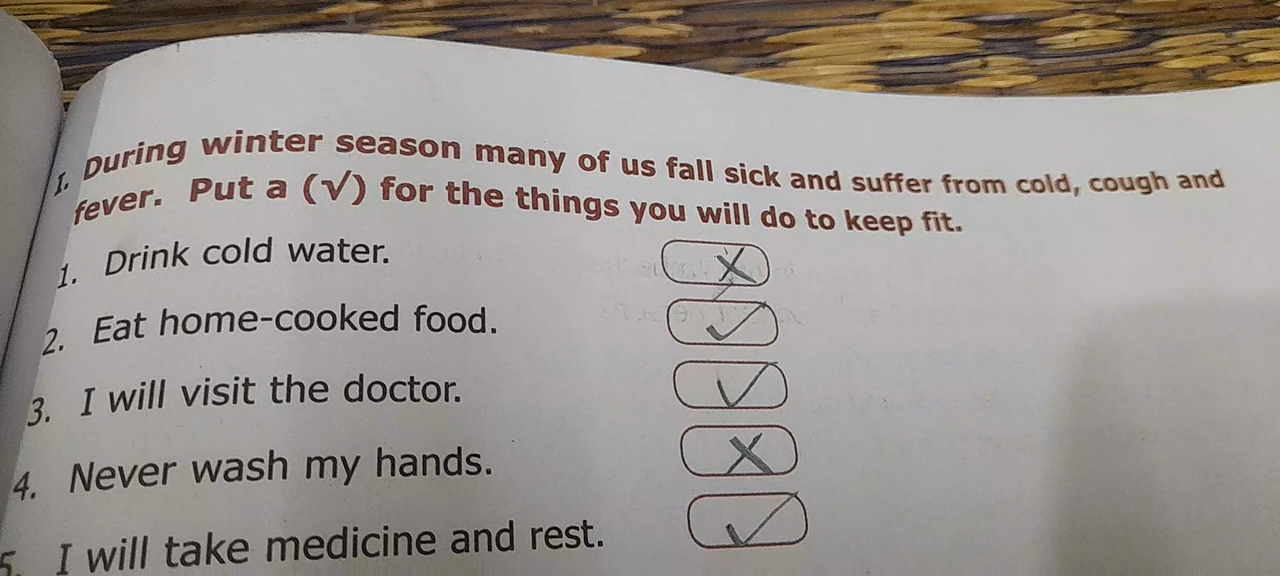 I. During winter season many of us fall sick and suffer from cold, cough and
fever. Put a (√) for the things you will do to keep fit.
1. Drink cold water. X
2. Eat home-cooked food. ✓
3. I will visit the doctor. ✓
4. Never wash my hands. X
5. I will take medicine and rest. ✓